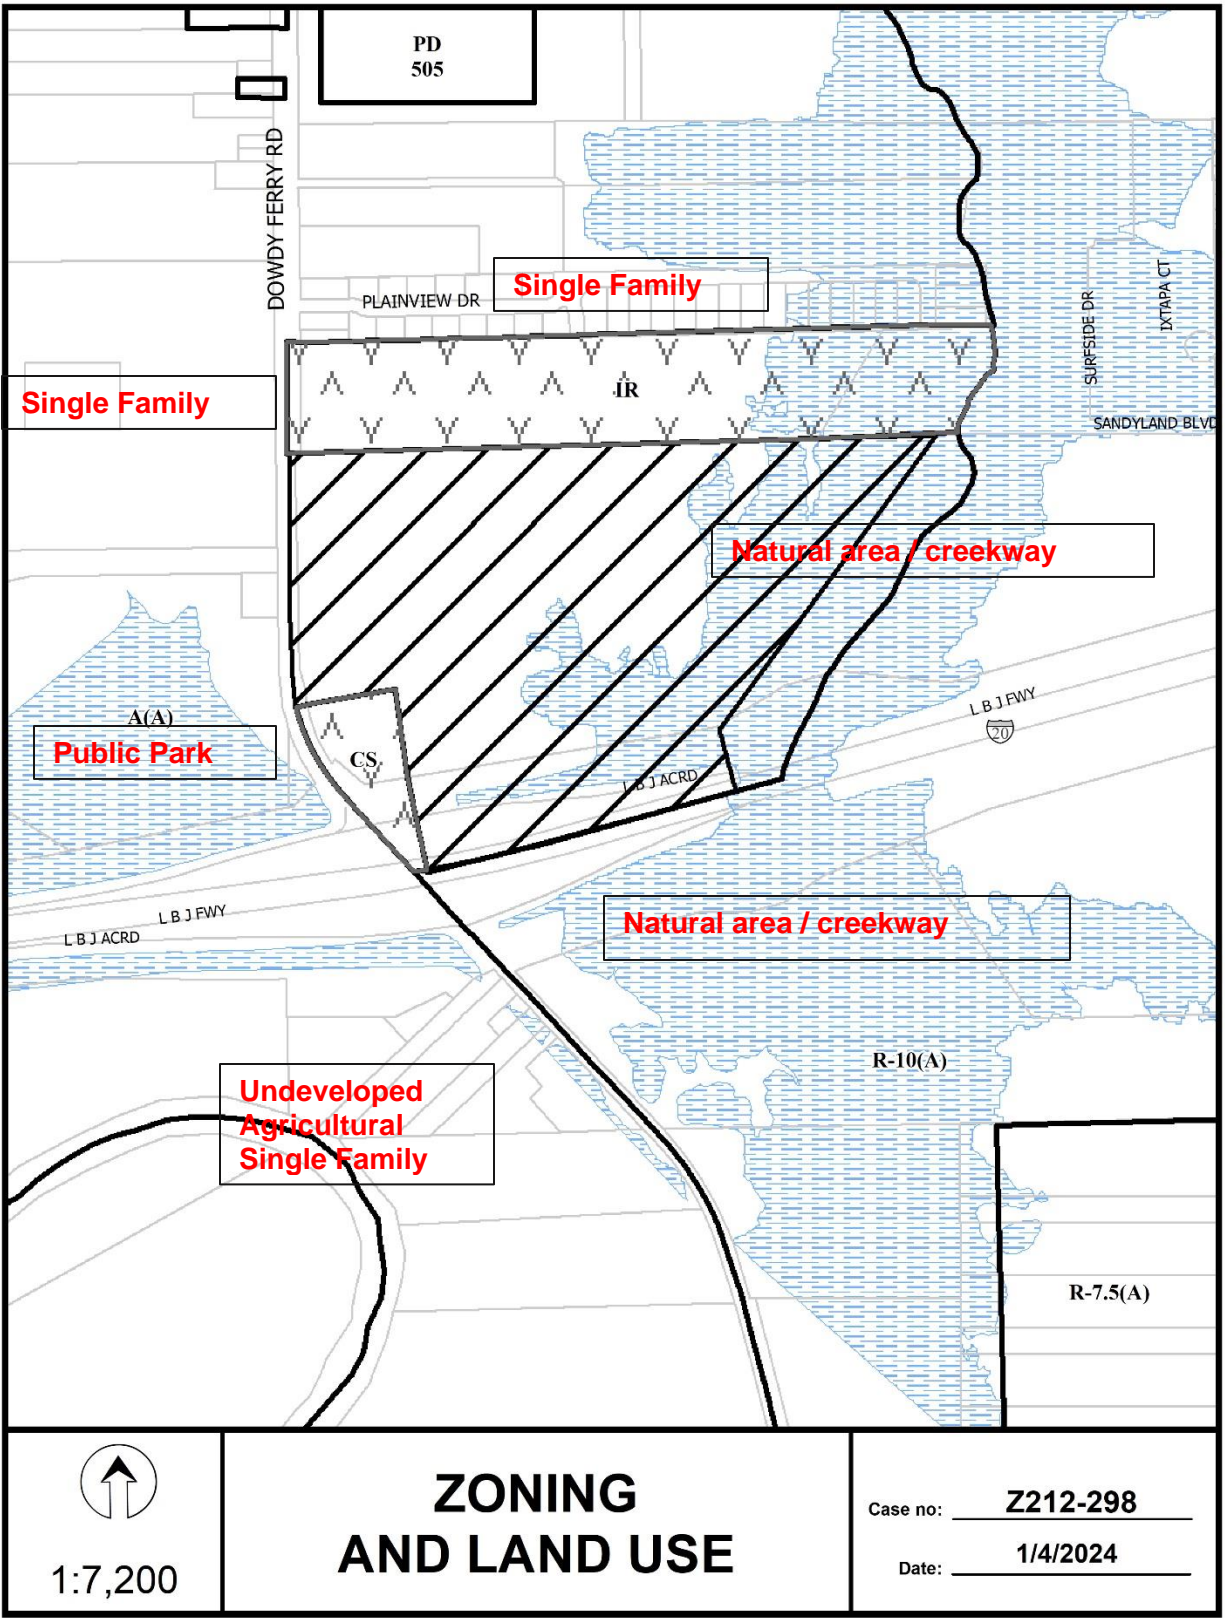 PD
505
DOWDY FERRY RD
PLAINVIEW DR
Single Family
SURFSIDE DR
IXTAPA CT
Single Family
IR
SANDYLAND BLVD
Natural area / creekway
A(A)
Public Park
CS
L B J FWY
20
L B J ACRD
L B J FWY
L B J ACRD
Natural area / creekway
R-10(A)
Undeveloped
Agricultural
Single Family
R-7.5(A)
1:7,200
ZONING
AND LAND USE
Case no: Z212-298
Date: 1/4/2024